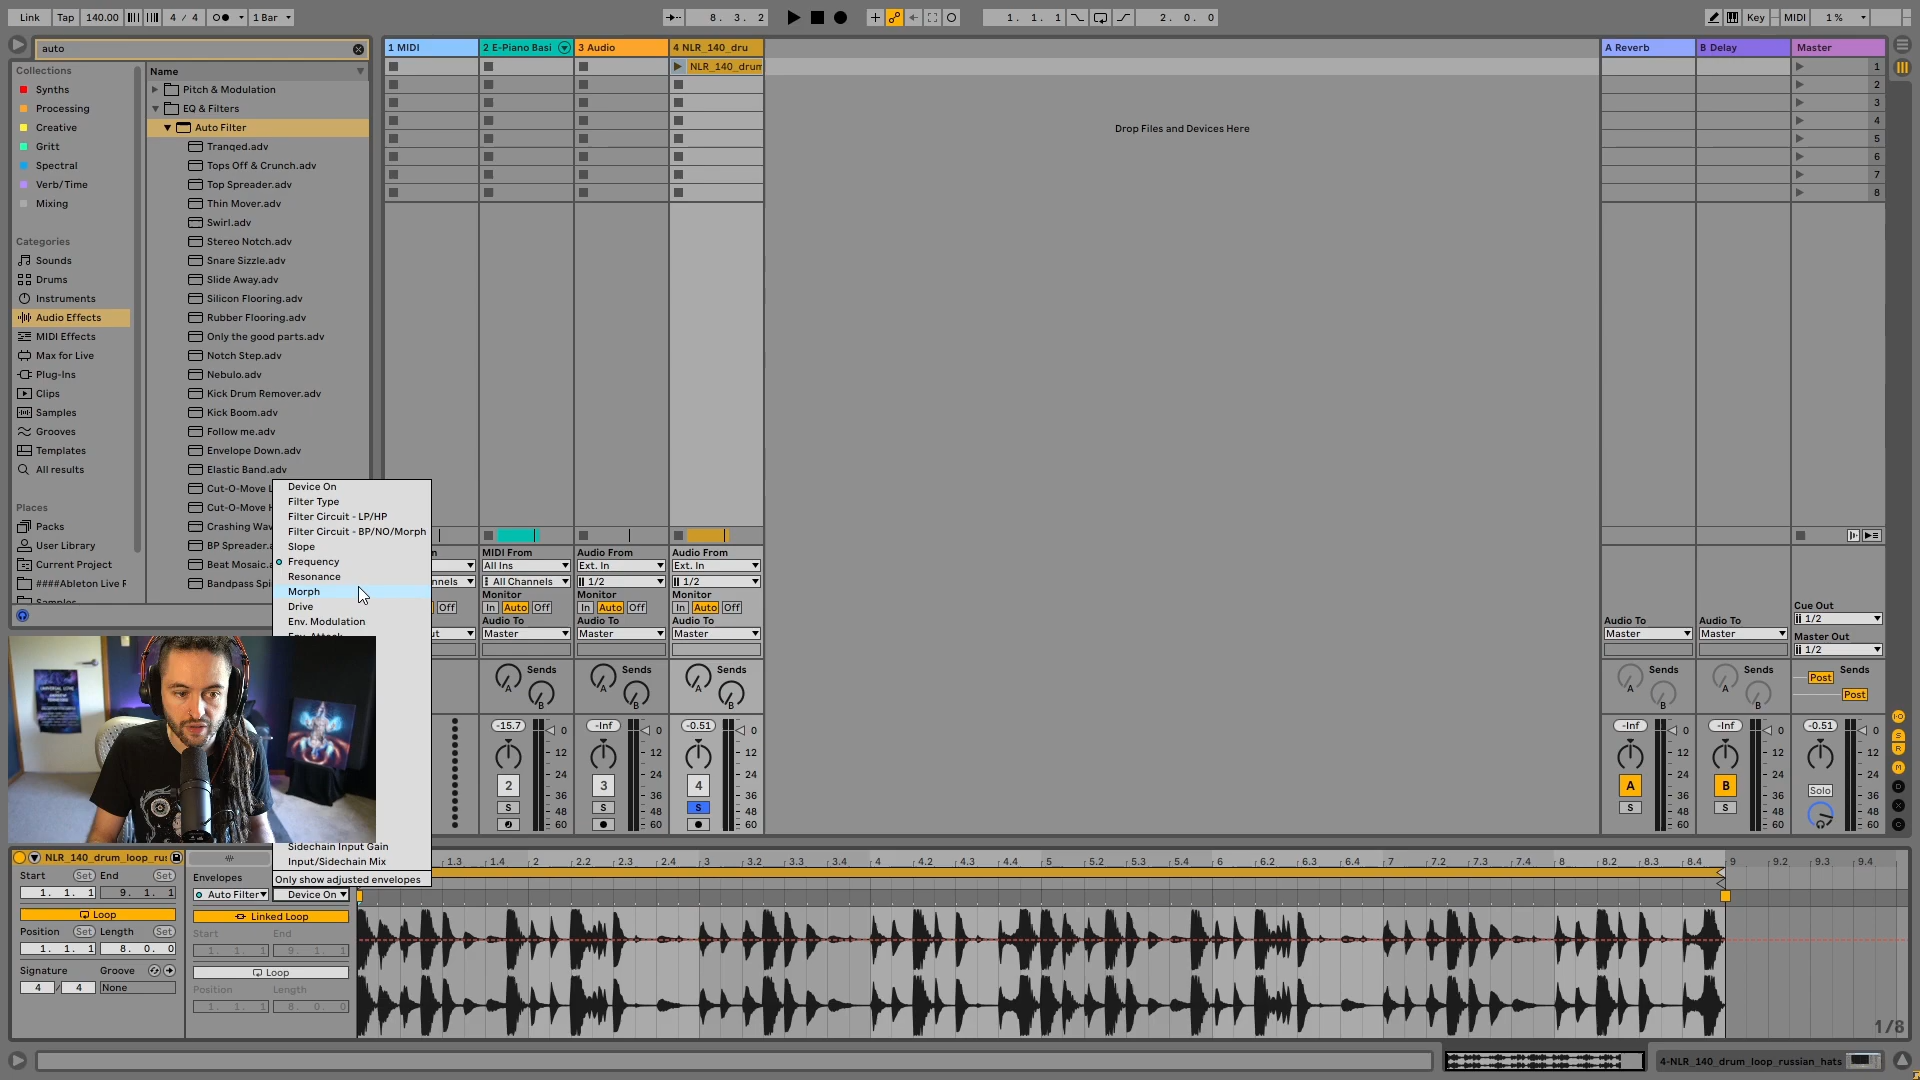 Link Tap 140.00 4 / 4 1 Bar 8. 3. 2 1. 1. 1 2. 0. 0 Key MIDI 1 %
auto
Collections
Synths
Processing
Creative
Gritt
Spectral
Verb/Time
Mixing
Categories
Sounds
Drums
Instruments
Audio Effects
MIDI Effects
Max for Live
Plug-Ins
Clips
Samples
Grooves
Templates
All results
Places
Packs
User Library
Current Project
####Ableton Live F
Samples
Name
Pitch & Modulation
EQ & Filters
Auto Filter
Tranqed.adv
Tops Off & Crunch.adv
Top Spreader.adv
Thin Mover.adv
Swirl.adv
Stereo Notch.adv
Snare Sizzle.adv
Slide Away.adv
Silicon Flooring.adv
Rubber Flooring.adv
Only the good parts.adv
Notch Step.adv
Nebulo.adv
Kick Drum Remover.adv
Kick Boom.adv
Follow me.adv
Envelope Down.adv
Elastic Band.adv
Cut-O-Move
Cut-O-Move
Crashing Wav
BP Spreader.a
Beat Mosaic.a
Bandpass Spi
Device On
Filter Type
Filter Circuit - LP/HP
Filter Circuit - BP/NO/Morph
Slope
Frequency
Resonance
Morph
Drive
Env. Modulation
Env. Attack
Sidechain Input Gain
Input/Sidechain Mix
Only show adjusted envelopes
1 MIDI 2 E-Piano Basi 3 Audio 4 NLR_140_dru A Reverb B Delay Master
NLR_140_drum 1
2
3
Drop Files and Devices Here
4
5
6
7
8
MIDI From Audio From Audio From
nnels All Ins Ext. In Ext. In
All Channels 1/2 1/2
Monitor Monitor Monitor
Off In Auto Off In Auto Off In Auto Off
Audio To Audio To Audio To
Master Master Master
Audio To Audio To
Master Master
Cue Out
1/2
Master Out
1/2
Sends Sends Sends Sends Sends Sends
A A A A A Post
B B B B B Post
-15.7 -Inf -0.51 -Inf -Inf -0.51
0 0 0 0 0 0
12 12 12 12 12 12
24 24 24 24 24 24
2 3 4 A B Solo
36 36 36 36 36 36
S S S S S
48 48 48 48 48 48
60 60 60 60 60 60
NLR_140_drum_loop_rus
Start Set End Set
1. 1. 1 9. 1. 1
Loop
Position Set Length Set
1. 1. 1 8. 0. 0
Signature Groove
4 / 4 None
Envelopes
Auto Filter Device On
Linked Loop
Start End
1. 1. 1 9. 1. 1
Loop
Position Length
1. 1. 1 8. 0. 0
1.3 1.4 2 2.2 2.3 2.4 3 3.2 3.3 3.4 4 4.2 4.3 4.4 5 5.2 5.3 5.4 6 6.2 6.3 6.4 7 7.2 7.3 7.4 8 8.2 8.3 8.4 9 9.2 9.3 9.4
1/8
4-NLR_140_drum_loop_russian_hats